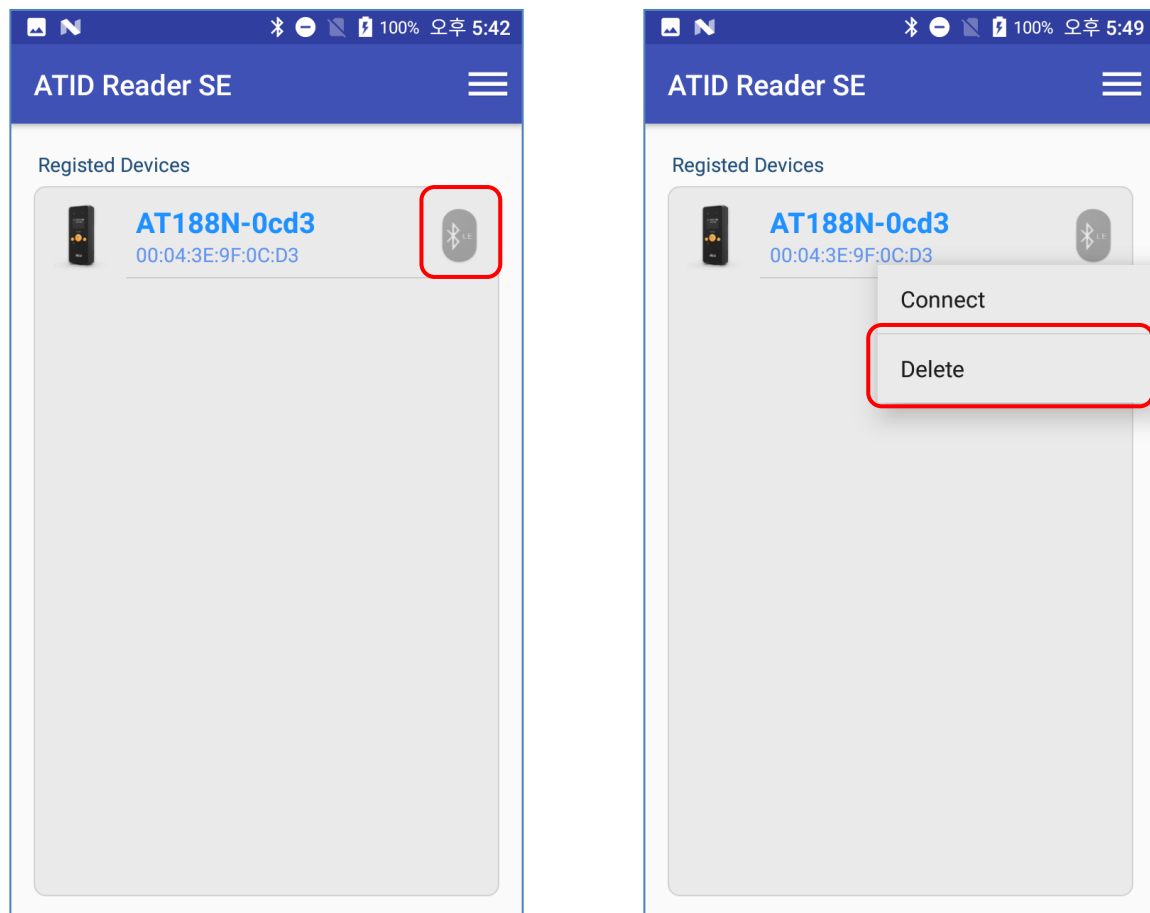 100% 오후 5:42
ATID Reader SE
Registed Devices
AT188N-0cd3
00:04:3E:9F:0C:D3
LE
100% 오후 5:49
ATID Reader SE
Registed Devices
AT188N-0cd3
00:04:3E:9F:0C:D3
LE
Connect
Delete